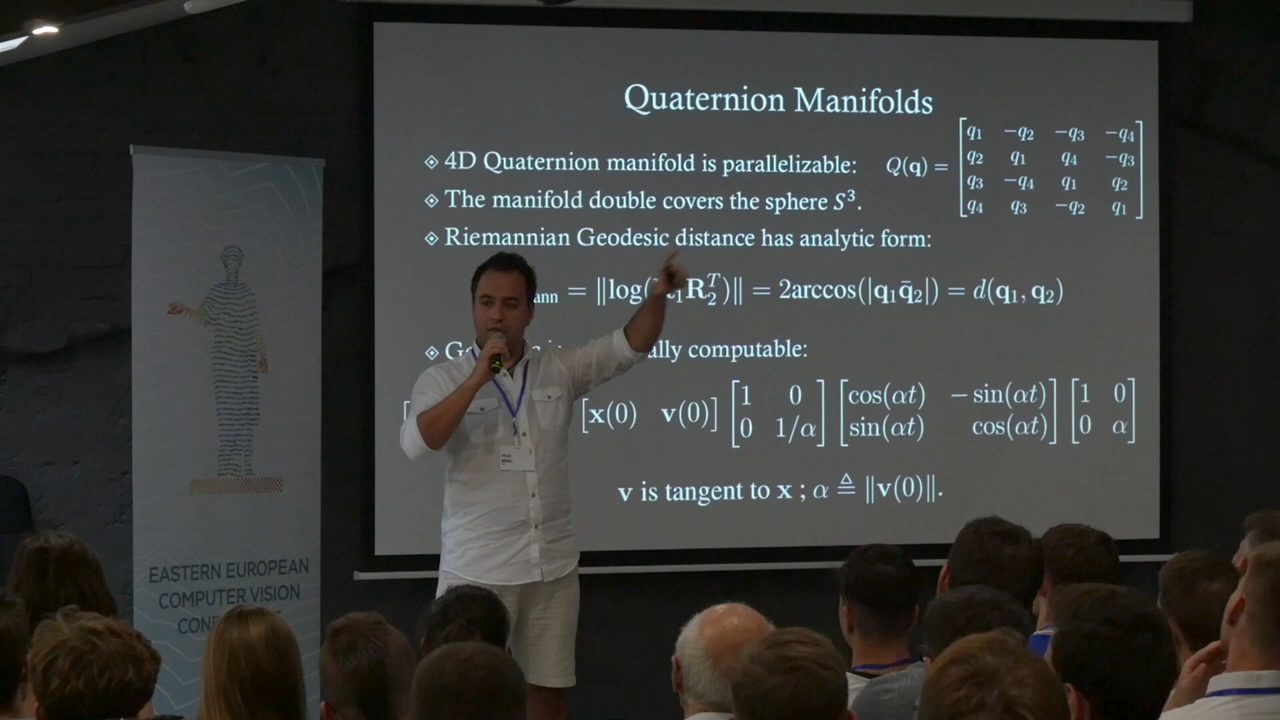 Quaternion Manifolds
4D Quaternion manifold is parallelizable: Q(q) = [q1 −q2 −q3 −q4
q2 q1 q4 −q3
q3 −q4 q1 q2
q4 q3 −q2 q1]
The manifold double covers the sphere S³.
Riemannian Geodesic distance has analytic form:
ann = ‖log( 1R₂ᵀ)‖ = 2arccos(|q₁q̄₂|) = d(q₁, q₂)
ally computable:
[x(0) v(0)] [1 0; 0 1/α] [cos(αt) − sin(αt); sin(αt) cos(αt)] [1 0; 0 α]
v is tangent to x ; α ≜ ‖v(0)‖.
EASTERN EUROPEAN
COMPUTER VISION